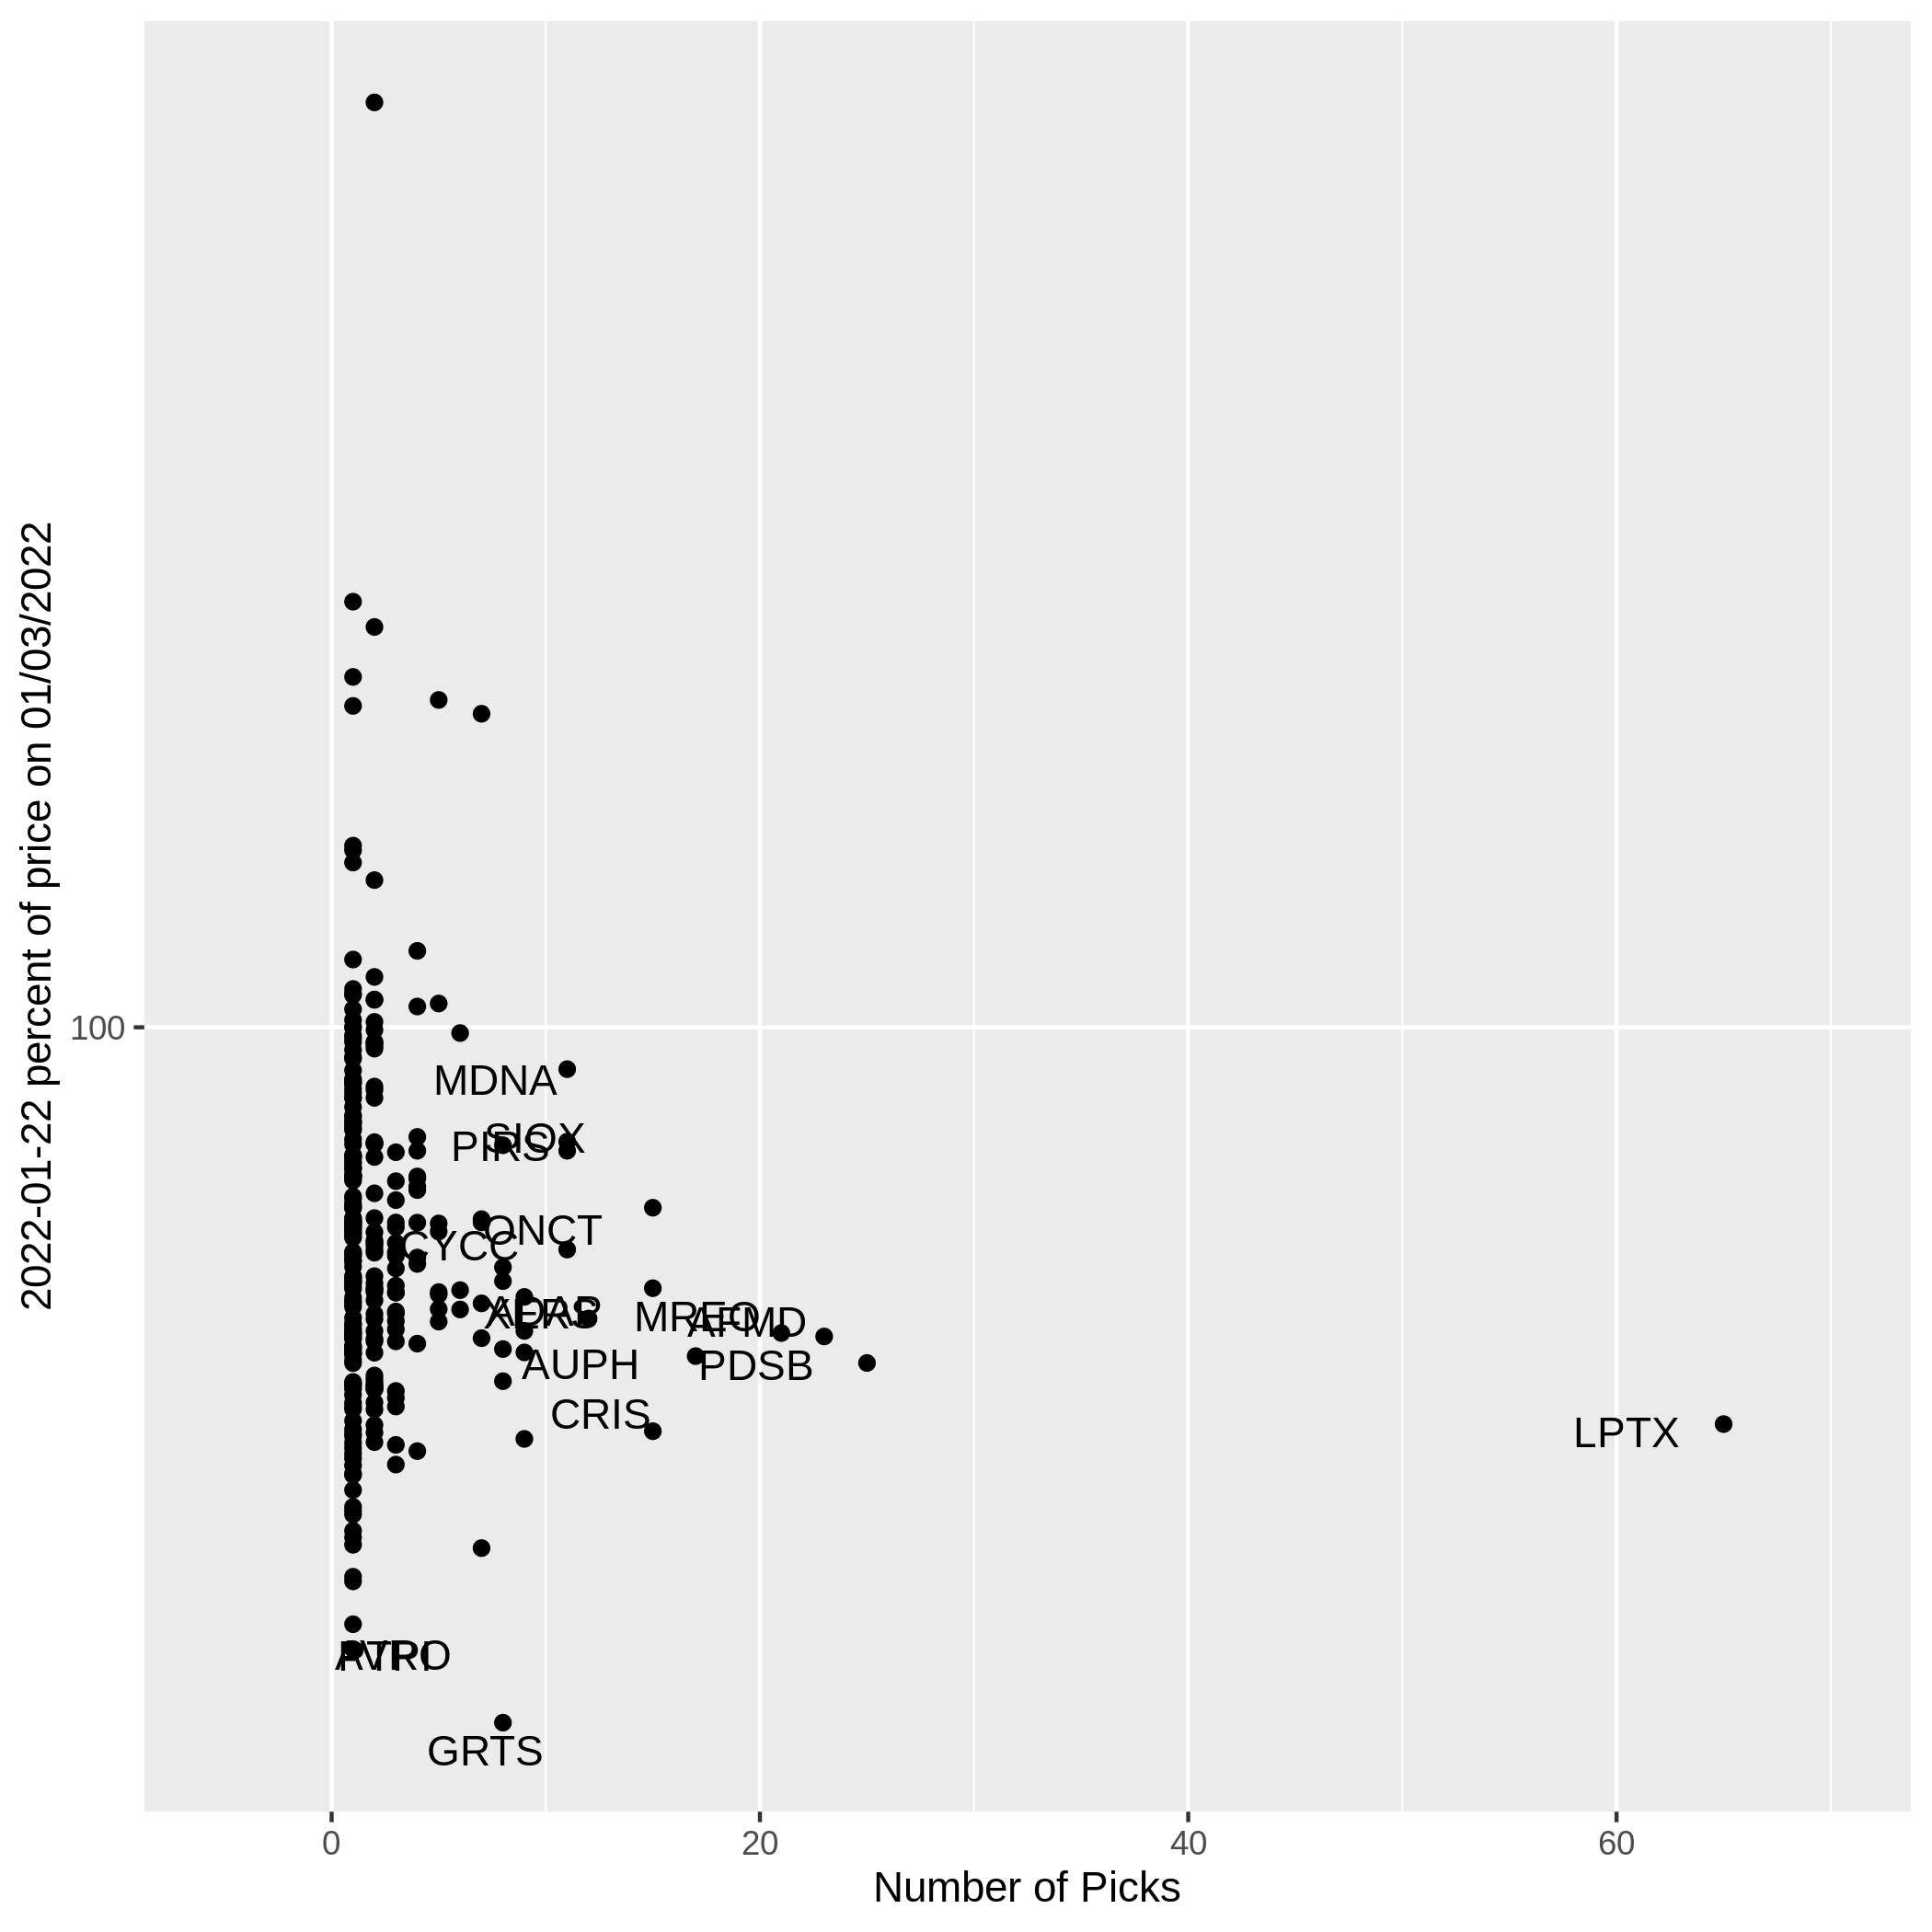 2022-01-22 percent of price on 01/03/2022
100
MDNA
SIOX
PIRS
ONCT
CYCC
ADAP
MREO
AFMD
AUPH
PDSB
CRIS
LPTX
GRTS
0
20
40
60
Number of Picks